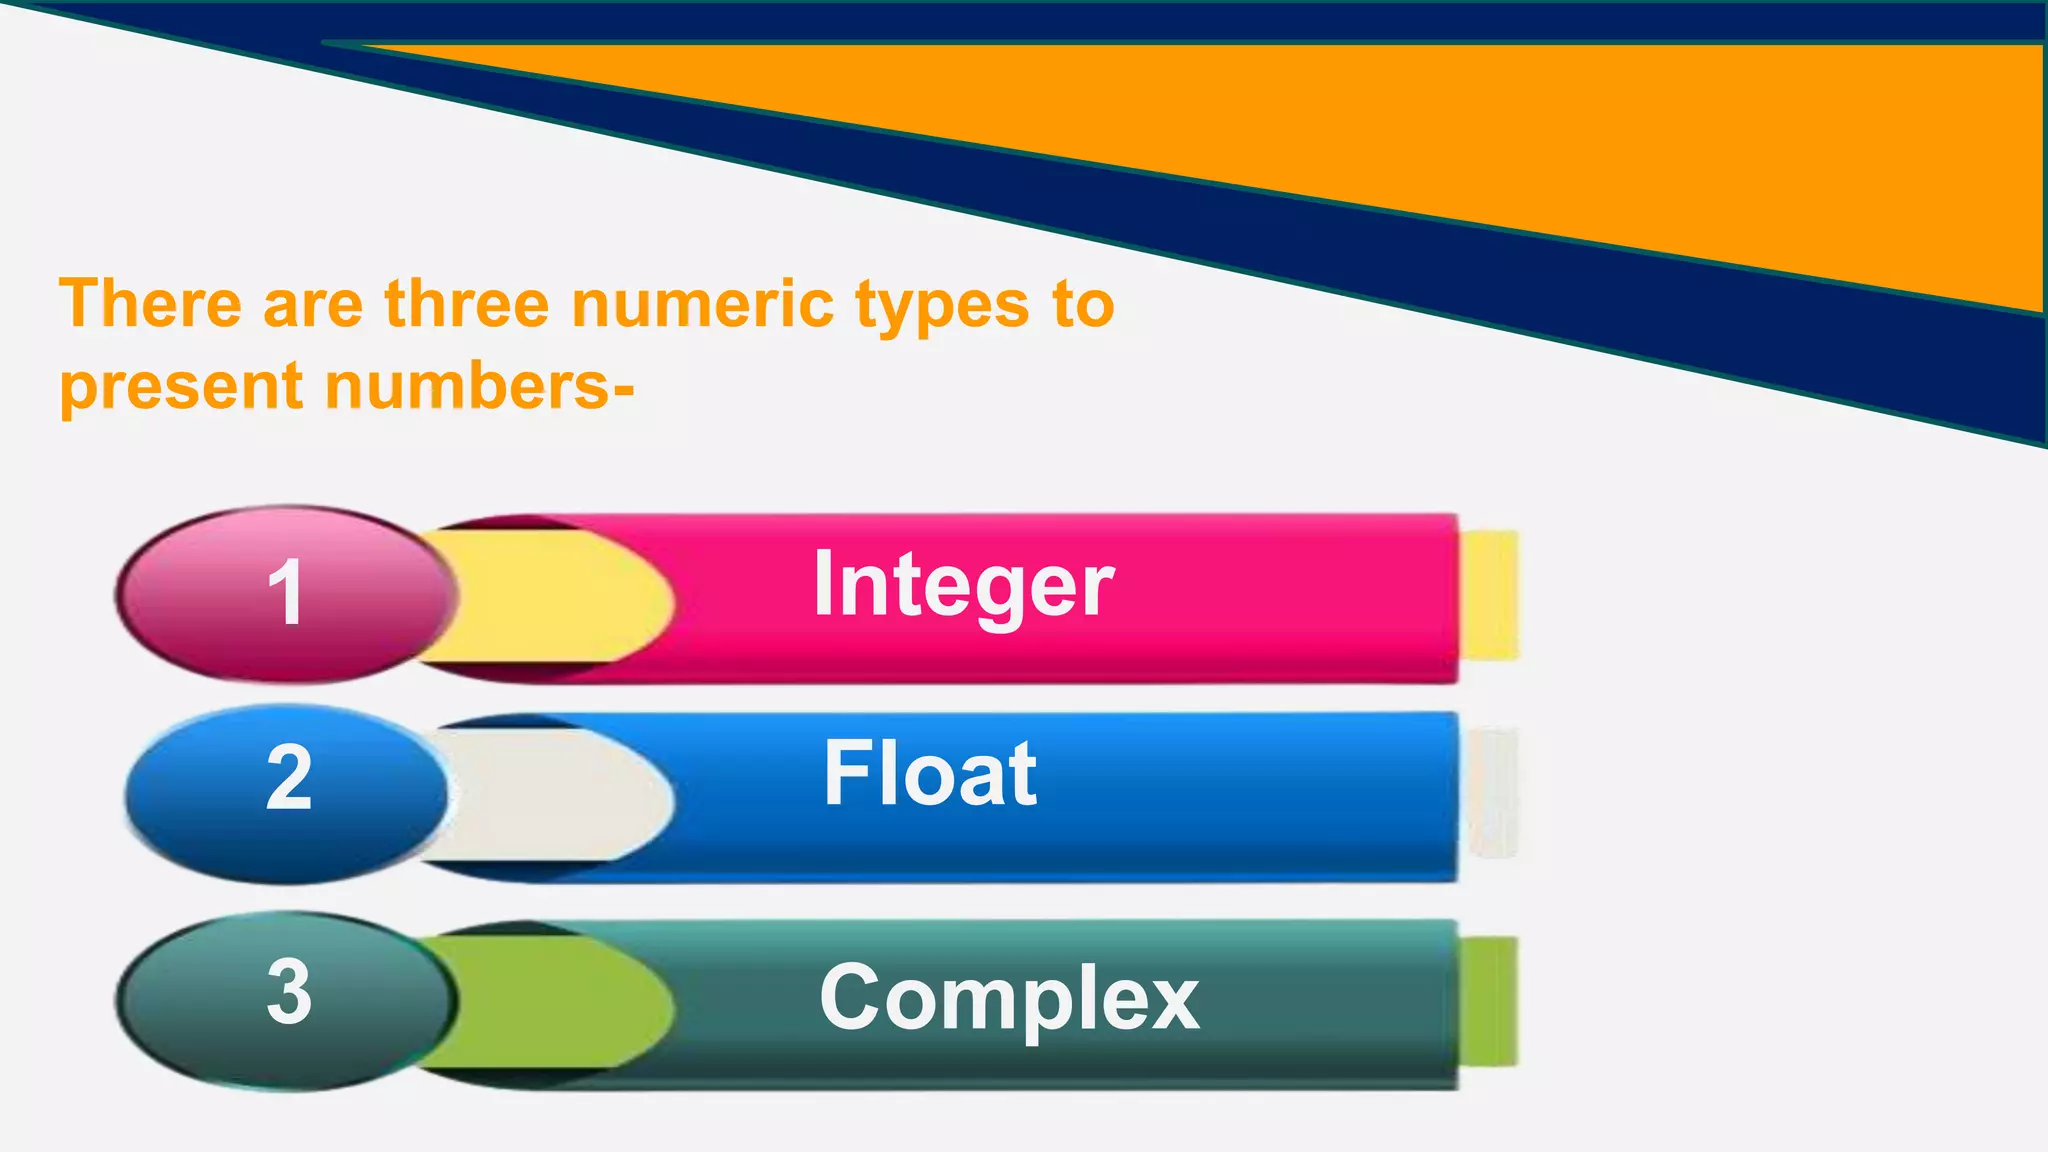 There are three numeric types to
present numbers-
1 Integer
2 Float
3 Complex